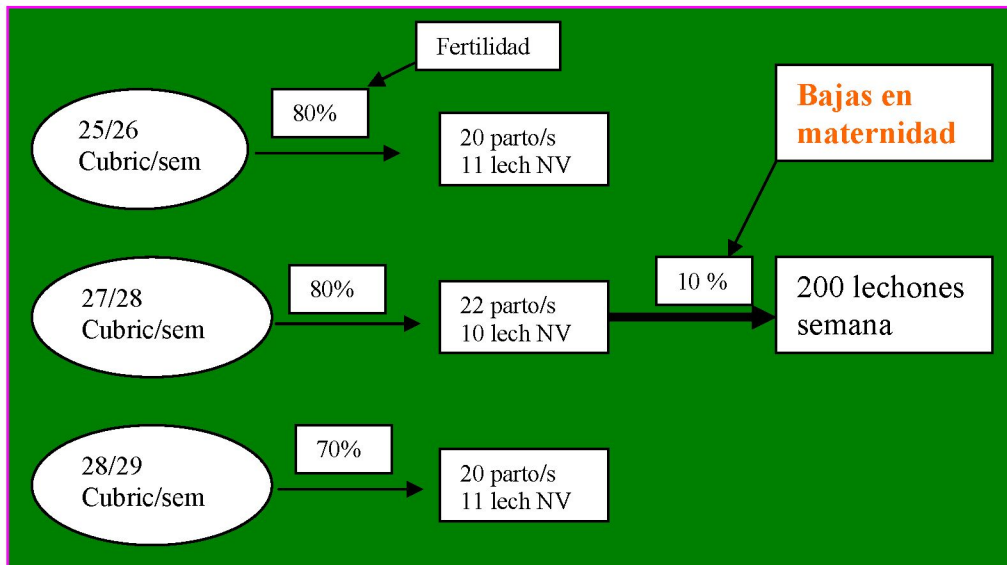 Fertilidad
80%
25/26
Cubric/sem
20 parto/s
11 lech NV
Bajas en
maternidad
27/28
Cubric/sem
80%
22 parto/s
10 lech NV
10 %
200 lechones
semana
28/29
Cubric/sem
70%
20 parto/s
11 lech NV